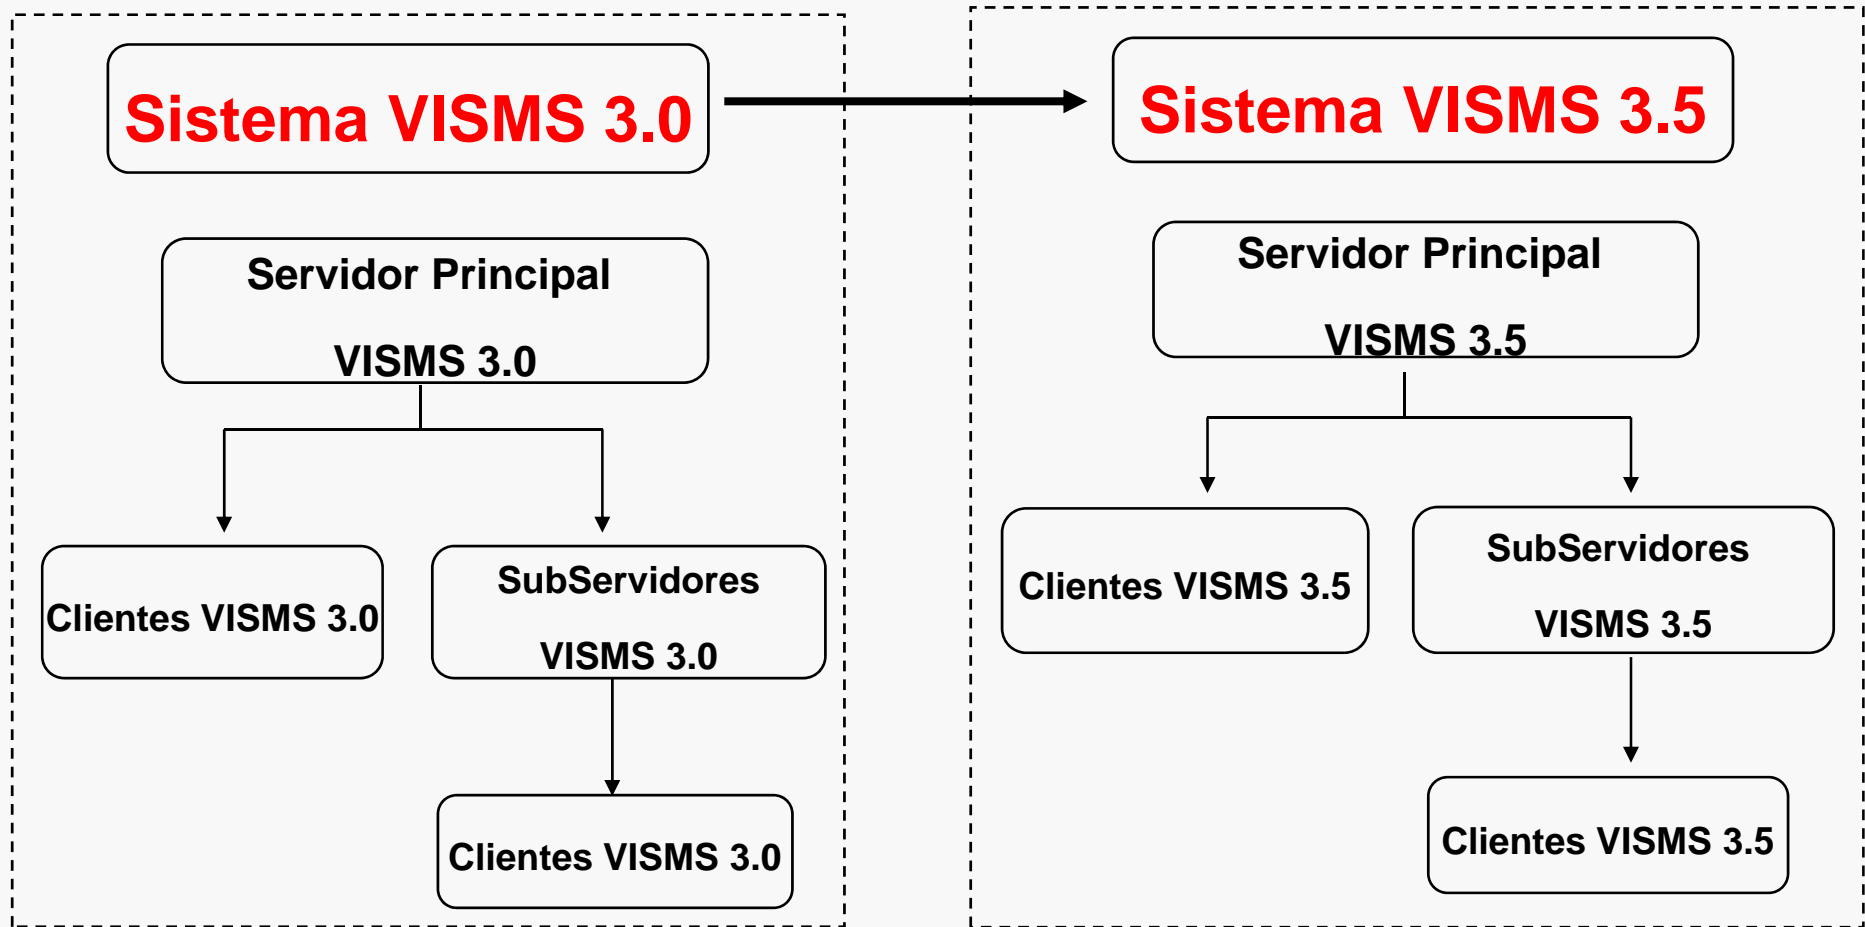 Sistema VISMS 3.0
Servidor Principal
VISMS 3.0
Clientes VISMS 3.0
SubServidores
VISMS 3.0
Clientes VISMS 3.0
Sistema VISMS 3.5
Servidor Principal
VISMS 3.5
Clientes VISMS 3.5
SubServidores
VISMS 3.5
Clientes VISMS 3.5